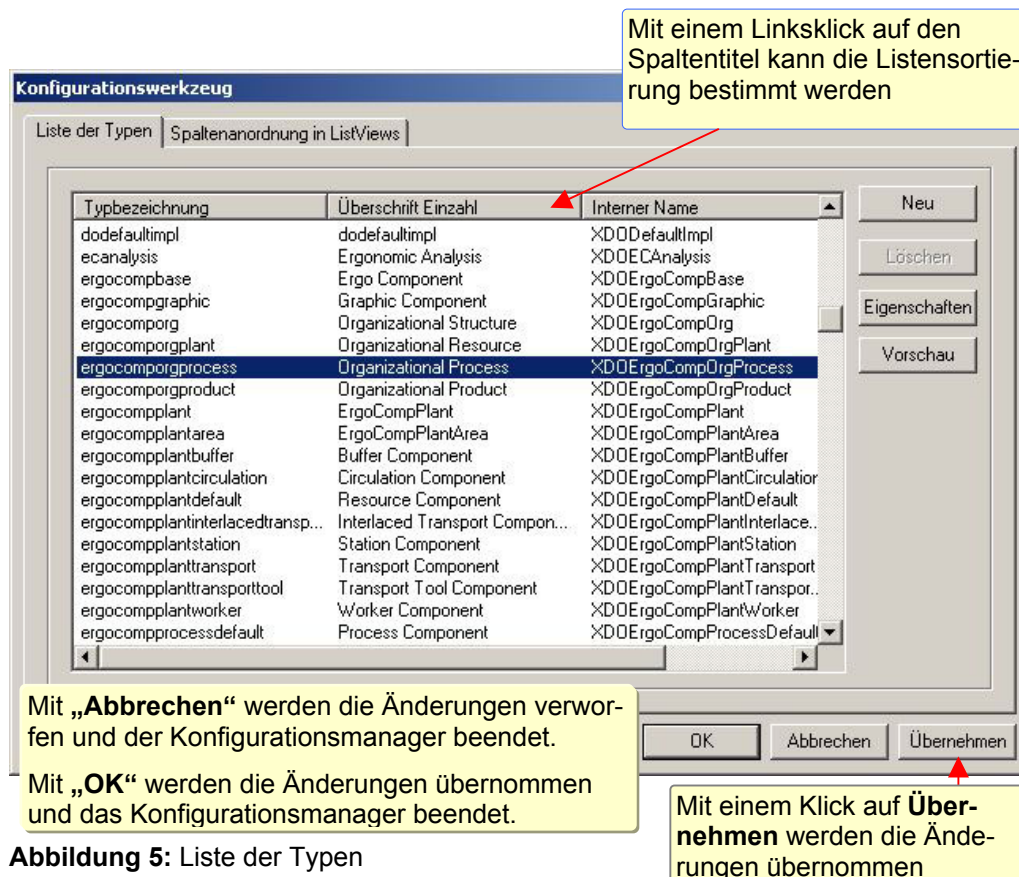 Mit einem Linksklick auf den
Spaltentitel kann die Listensortie-
rung bestimmt werden
Konfigurationswerkzeug
Liste der Typen Spaltenanordnung in ListViews
Typbezeichnung Überschrift Einzahl Interner Name
dodefaultimpl dodefaultimpl XDODefaultImpl
ecanalysis Ergonomic Analysis XDOECAnalysis
ergocompbase Ergo Component XDOErgoCompBase
ergocompgraphic Graphic Component XDOErgoCompGraphic
ergocomporg Organizational Structure XDOErgoCompOrg
ergocomporgplant Organizational Resource XDOErgoCompOrgPlant
ergocomporgprocess Organizational Process XDOErgoCompOrgProcess
ergocomporgproduct Organizational Product XDOErgoCompOrgProduct
ergocompplant ErgoCompPlant XDOErgoCompPlant
ergocompplantarea ErgoCompPlantArea XDOErgoCompPlantArea
ergocompplantbuffer Buffer Component XDOErgoCompPlantBuffer
ergocompplantcirculation Circulation Component XDOErgoCompPlantCirculation
ergocompplantdefault Resource Component XDOErgoCompPlantDefault
ergocompplantinterlacedtransp... Interlaced Transport Compon... XDOErgoCompPlantInterlace...
ergocompplantstation Station Component XDOErgoCompPlantStation
ergocompplanttransport Transport Component XDOErgoCompPlantTransport
ergocompplanttransporttool Transport Tool Component XDOErgoCompPlantTranspor...
ergocompplantworker Worker Component XDOErgoCompPlantWorker
ergocompprocessdefault Process Component XDOErgoCompProcessDefault
Neu
Löschen
Eigenschaften
Vorschau
Mit „Abbrechen“ werden die Änderungen verwor-
fen und der Konfigurationsmanager beendet.
Mit „OK“ werden die Änderungen übernommen
und das Konfigurationsmanager beendet.
OK Abbrechen Übernehmen
Mit einem Klick auf Über-
nehmen werden die Ände-
rungen übernommen
Abbildung 5: Liste der Typen